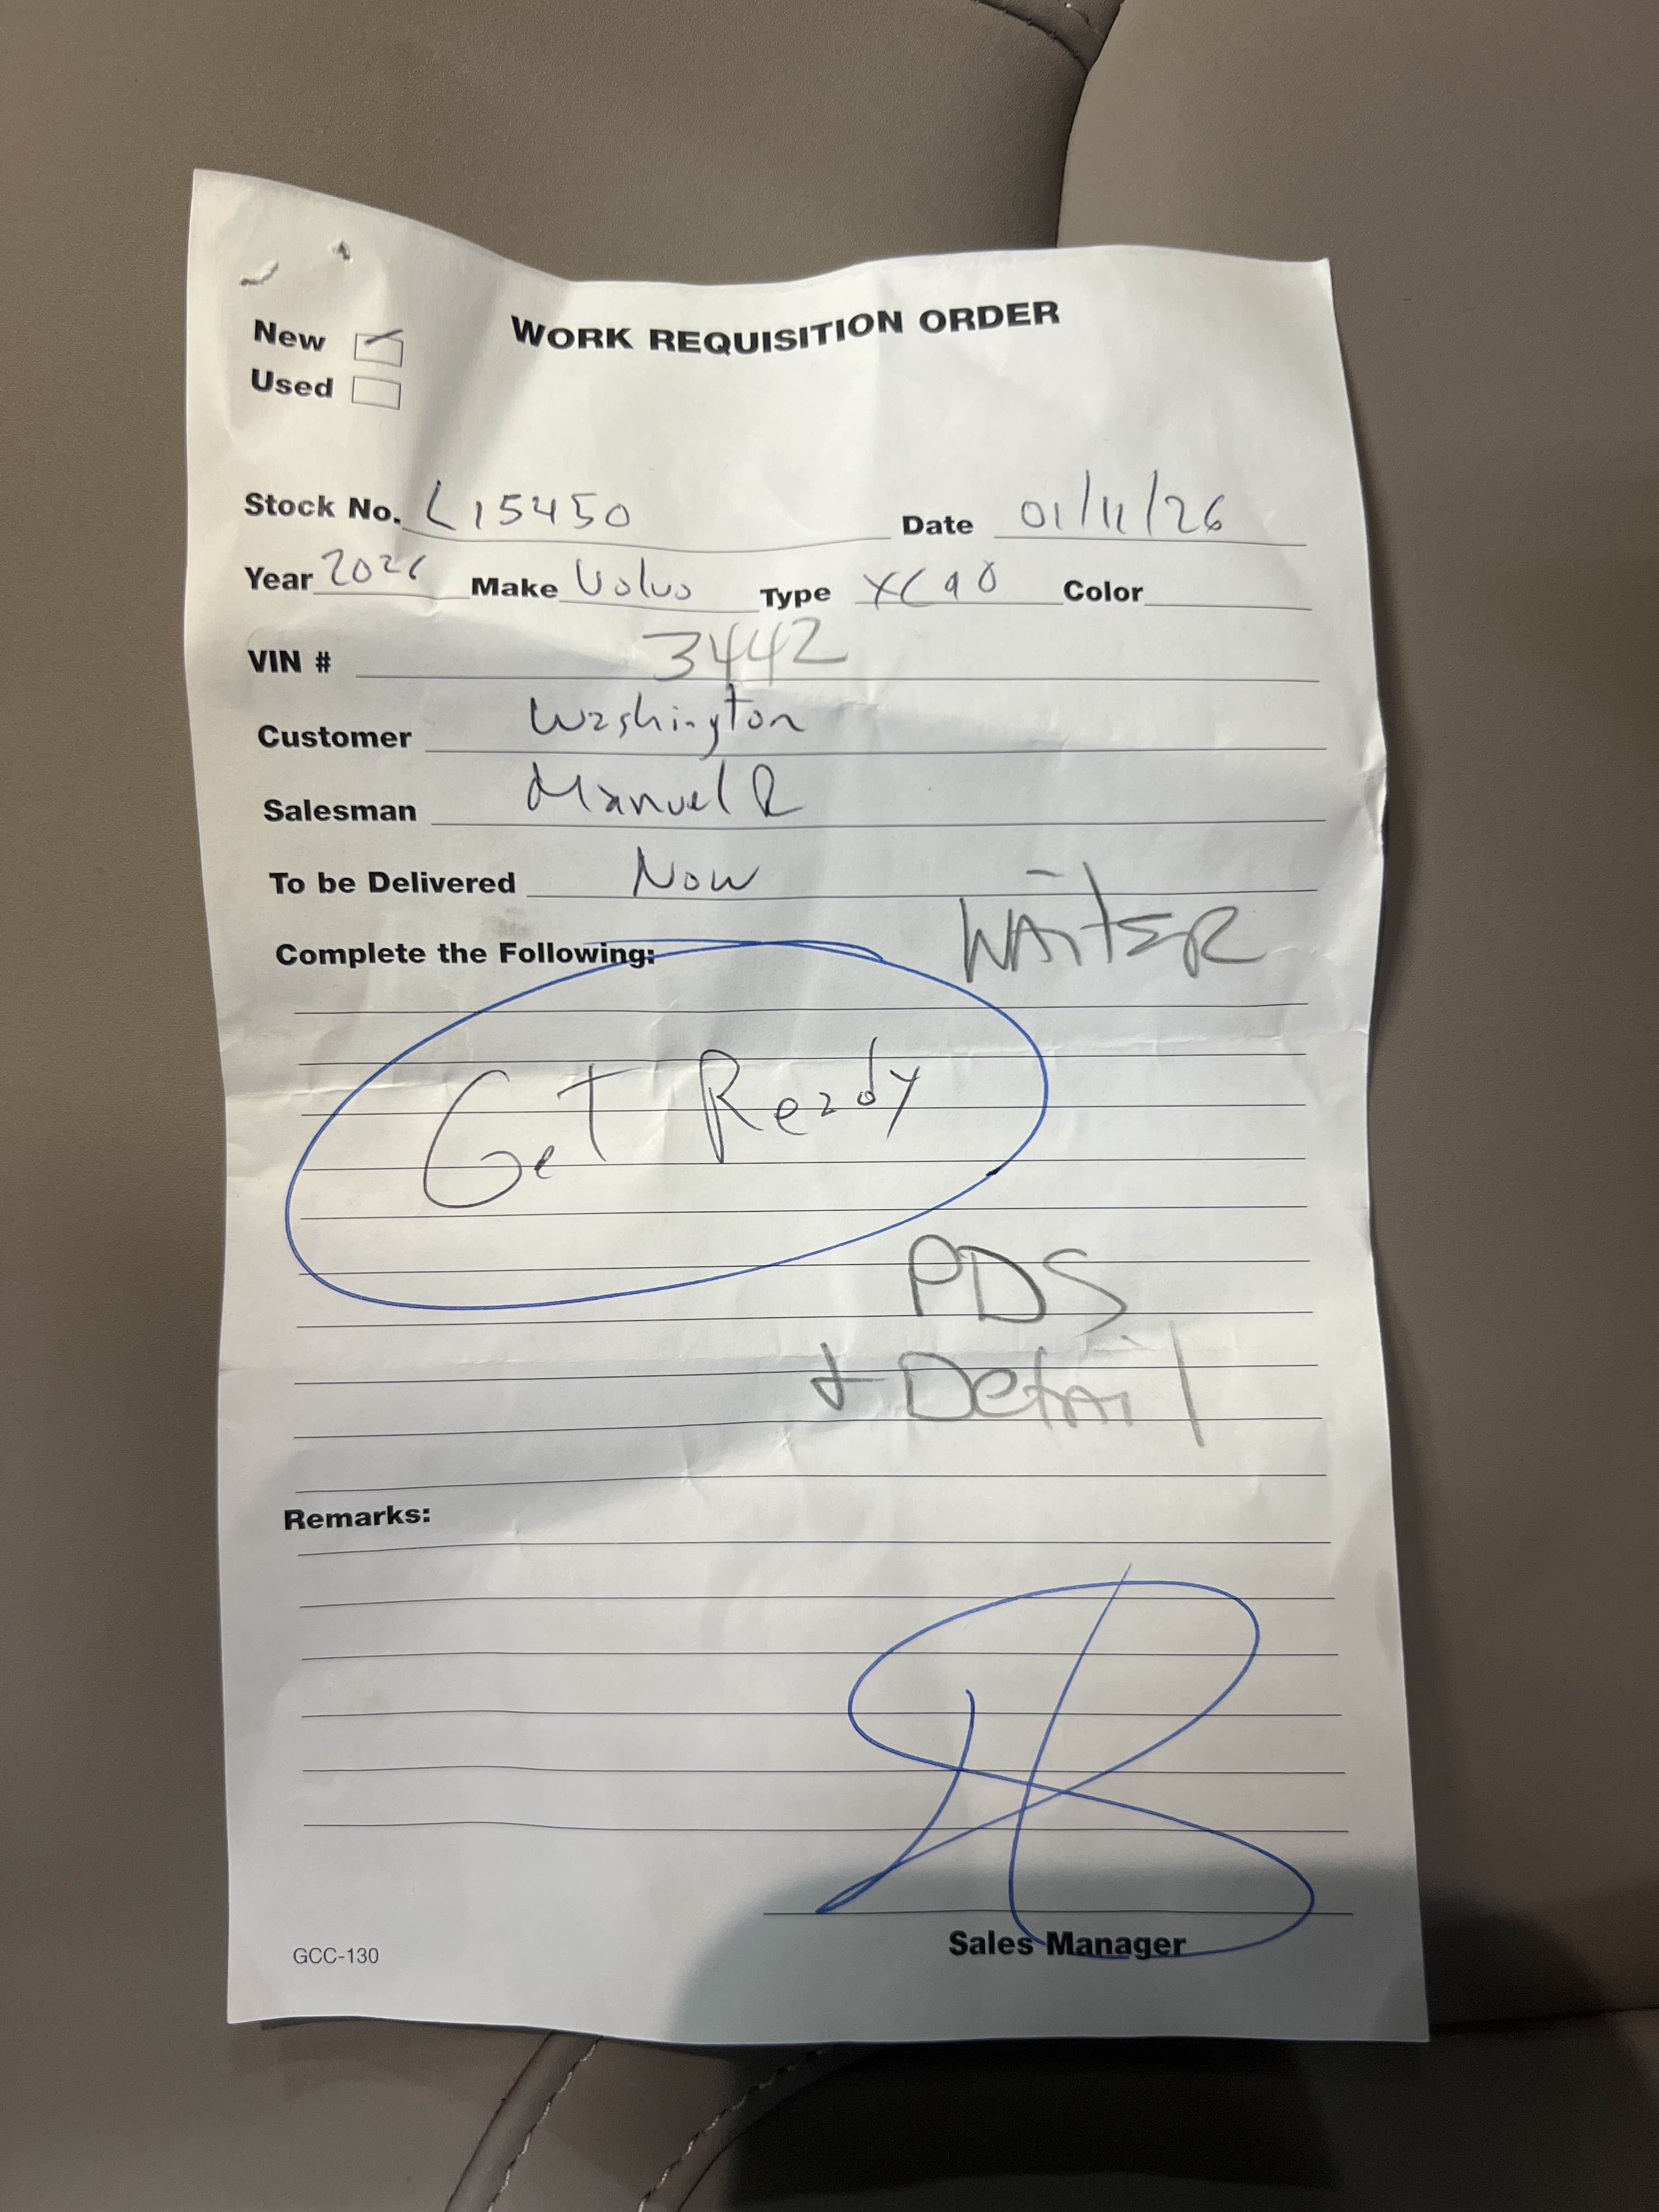 New
WORK REQUISITION ORDER
Used
Stock No. L15450 Date 01/11/26
Year 2026 Make Volvo Type XC90 Color
VIN # 3442
Customer Washington
Salesman Manuel R
To be Delivered Now
WAITER
Complete the Following:
Get Ready
PDS
+ Detail
Remarks:
Sales Manager
GCC-130